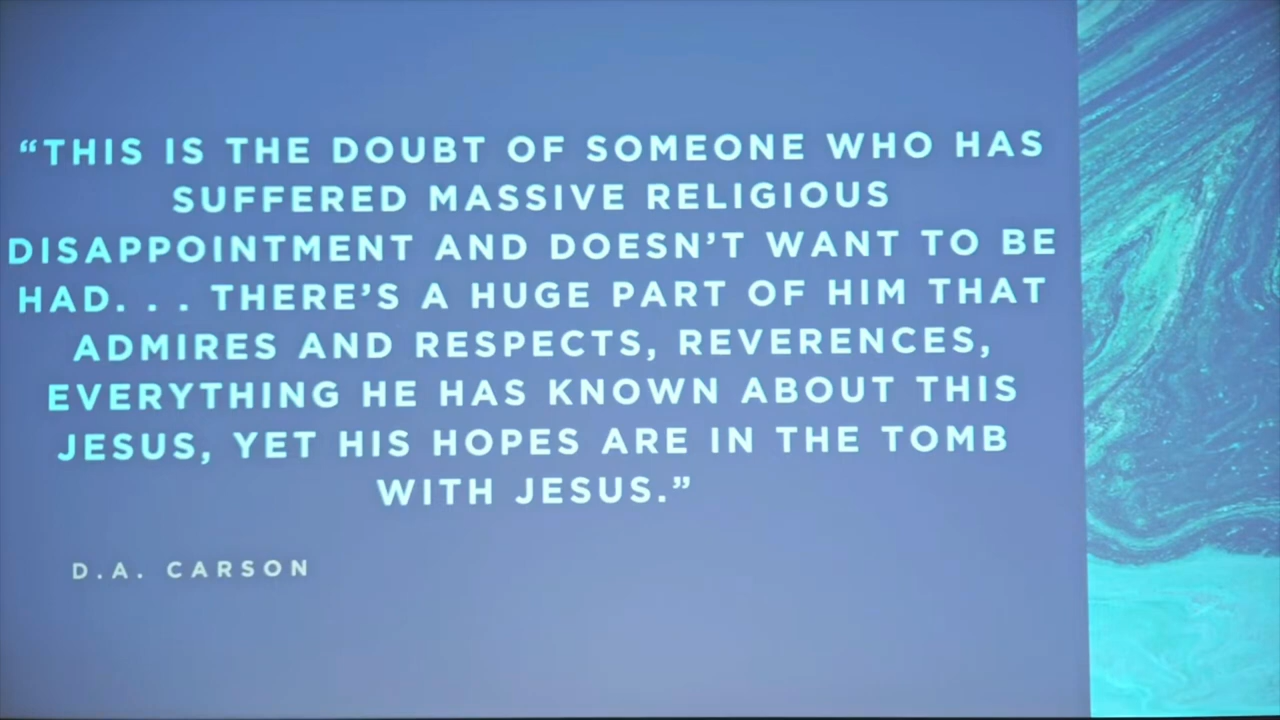 “THIS IS THE DOUBT OF SOMEONE WHO HAS
SUFFERED MASSIVE RELIGIOUS
DISAPPOINTMENT AND DOESN’T WANT TO BE
HAD. . . THERE’S A HUGE PART OF HIM THAT
ADMIRES AND RESPECTS, REVERENCES,
EVERYTHING HE HAS KNOWN ABOUT THIS
JESUS, YET HIS HOPES ARE IN THE TOMB
WITH JESUS.”
D.A. CARSON